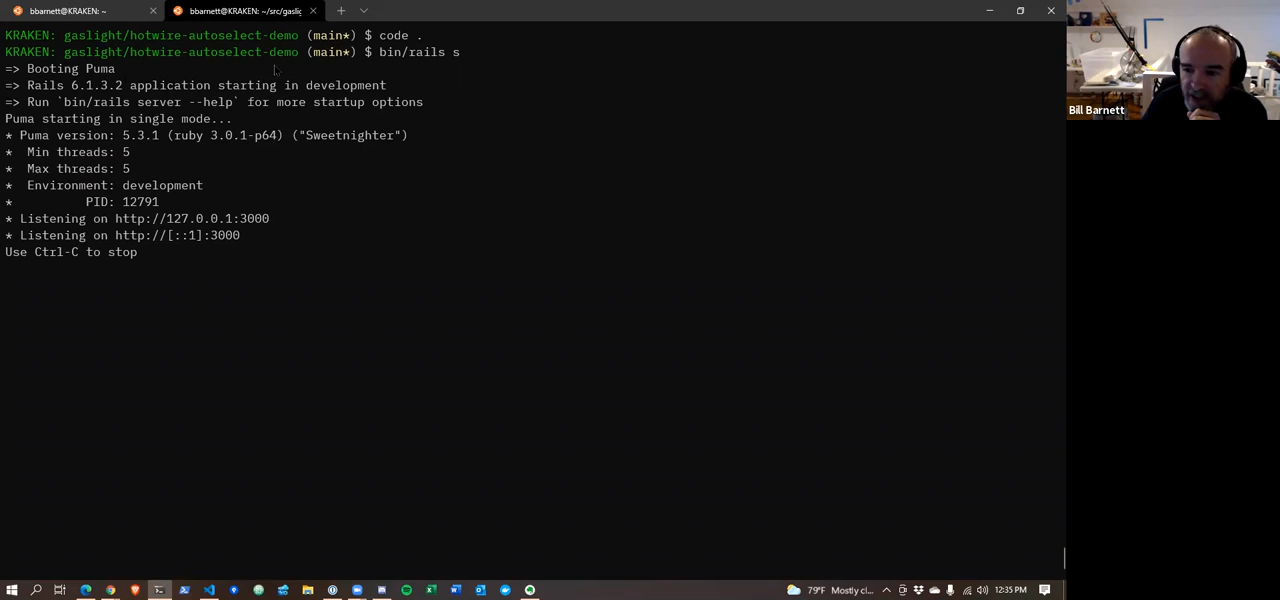 bbarnett@KRAKEN: ~
bbarnett@KRAKEN: ~/src/gaslig
KRAKEN: gaslight/hotwire-autoselect-demo (main*) $ code .
KRAKEN: gaslight/hotwire-autoselect-demo (main*) $ bin/rails s
=> Booting Puma
=> Rails 6.1.3.2 application starting in development
=> Run `bin/rails server --help` for more startup options
Puma starting in single mode...
* Puma version: 5.3.1 (ruby 3.0.1-p64) ("Sweetnighter")
*  Min threads: 5
*  Max threads: 5
*  Environment: development
*          PID: 12791
* Listening on http://127.0.0.1:3000
* Listening on http://[::1]:3000
Use Ctrl-C to stop
Bill Barnett
79°F Mostly cl...
12:35 PM